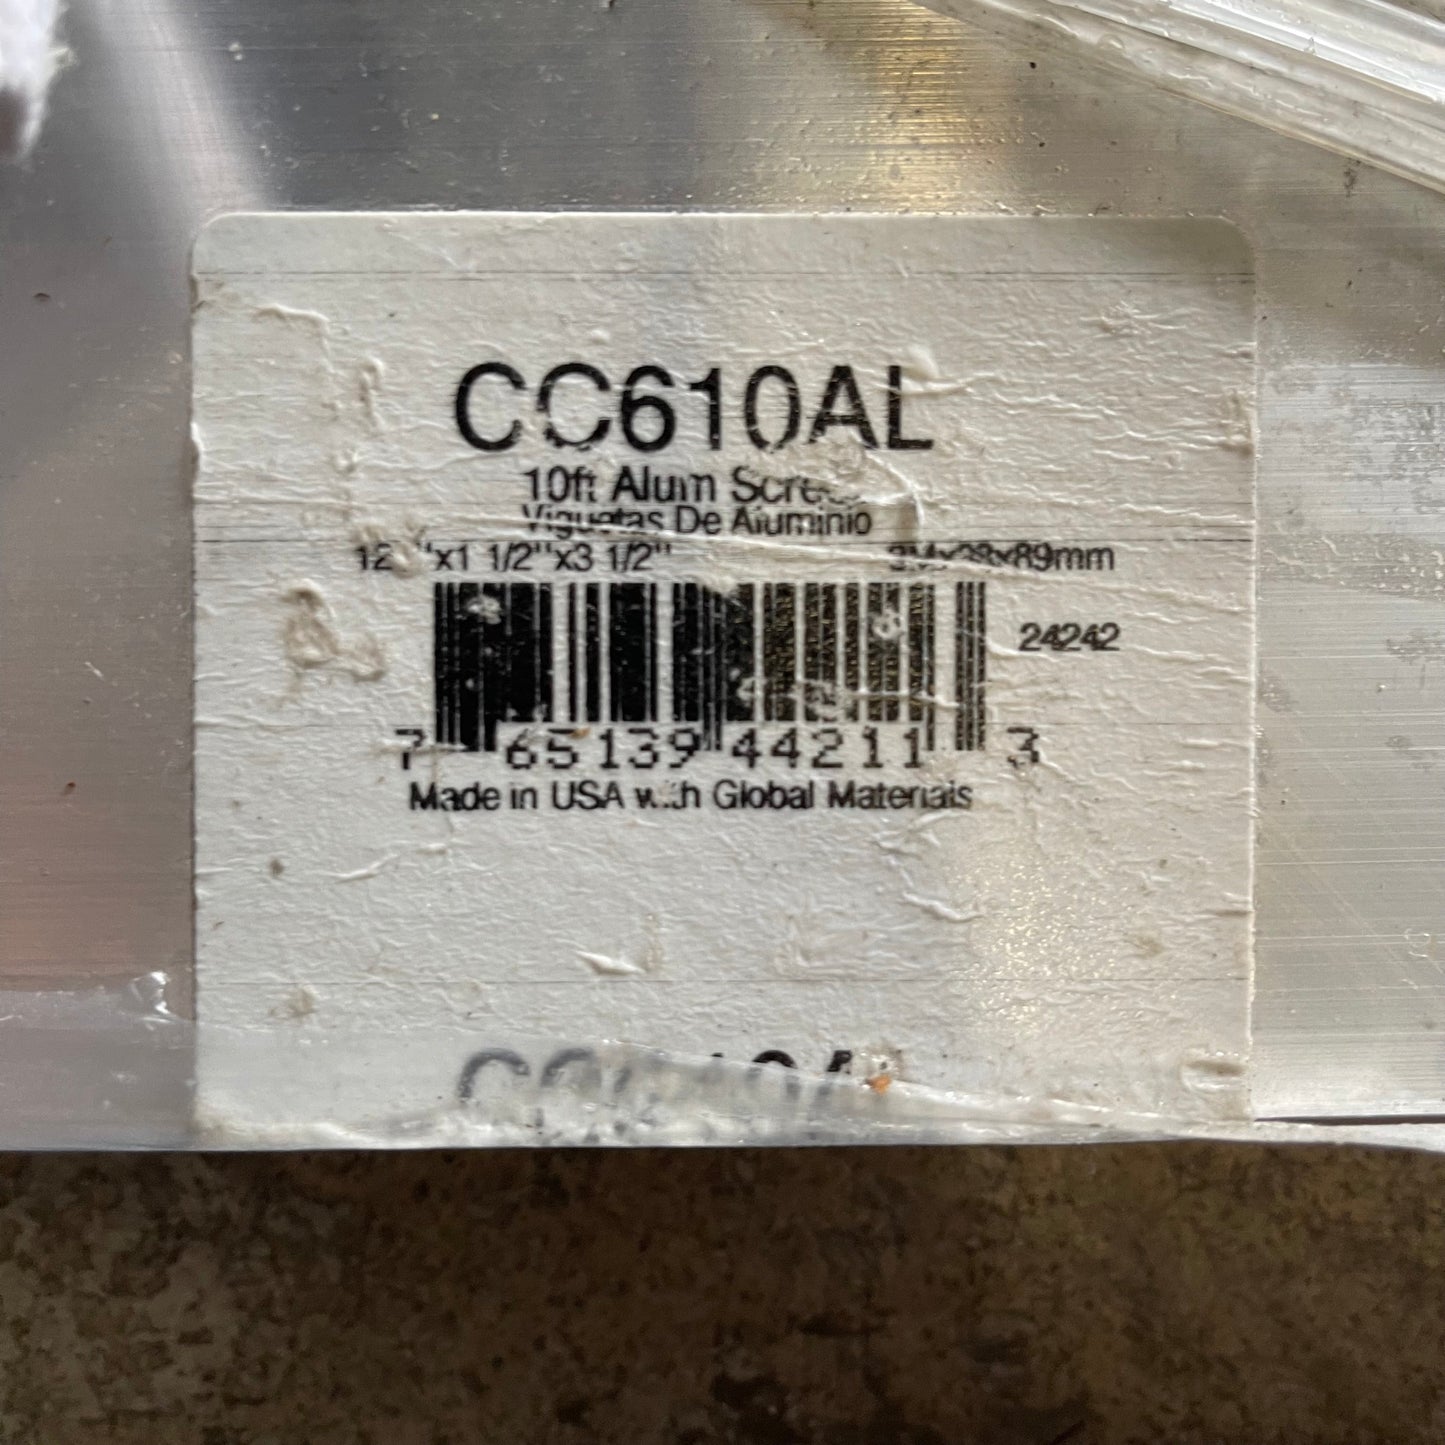 CC610AL
10ft Alum
Viguetas De Aluminio
1 1/2"x3 1/2"
24242
7 65139 44211 3
Made in USA with Global Materials